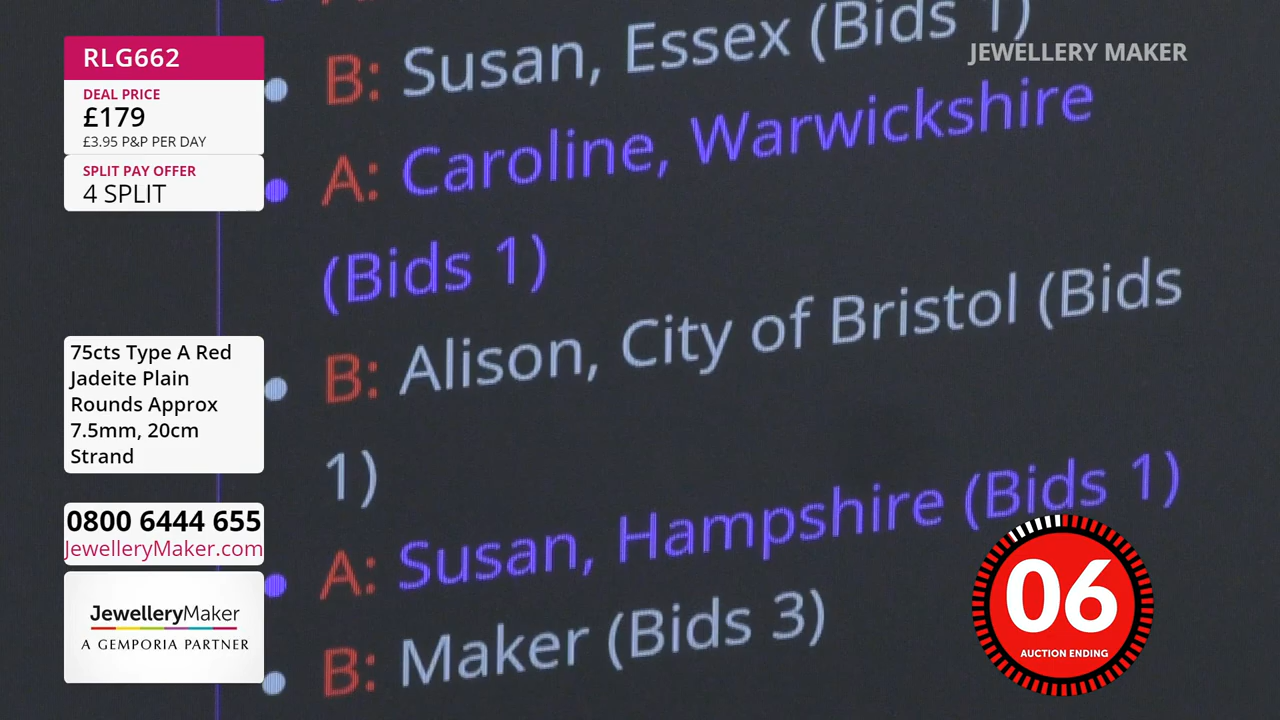 RLG662
DEAL PRICE
£179
£3.95 P&P PER DAY
SPLIT PAY OFFER
4 SPLIT
75cts Type A Red
Jadeite Plain
Rounds Approx
7.5mm, 20cm
Strand
0800 6444 655
JewelleryMaker.com
JewelleryMaker
A GEMPORIA PARTNER
JEWELLERY MAKER
B: Susan, Essex (Bids 1)
A: Caroline, Warwickshire
(Bids 1)
B: Alison, City of Bristol (Bids
1)
A: Susan, Hampshire (Bids 1)
B: Maker (Bids 3)
06
AUCTION ENDING